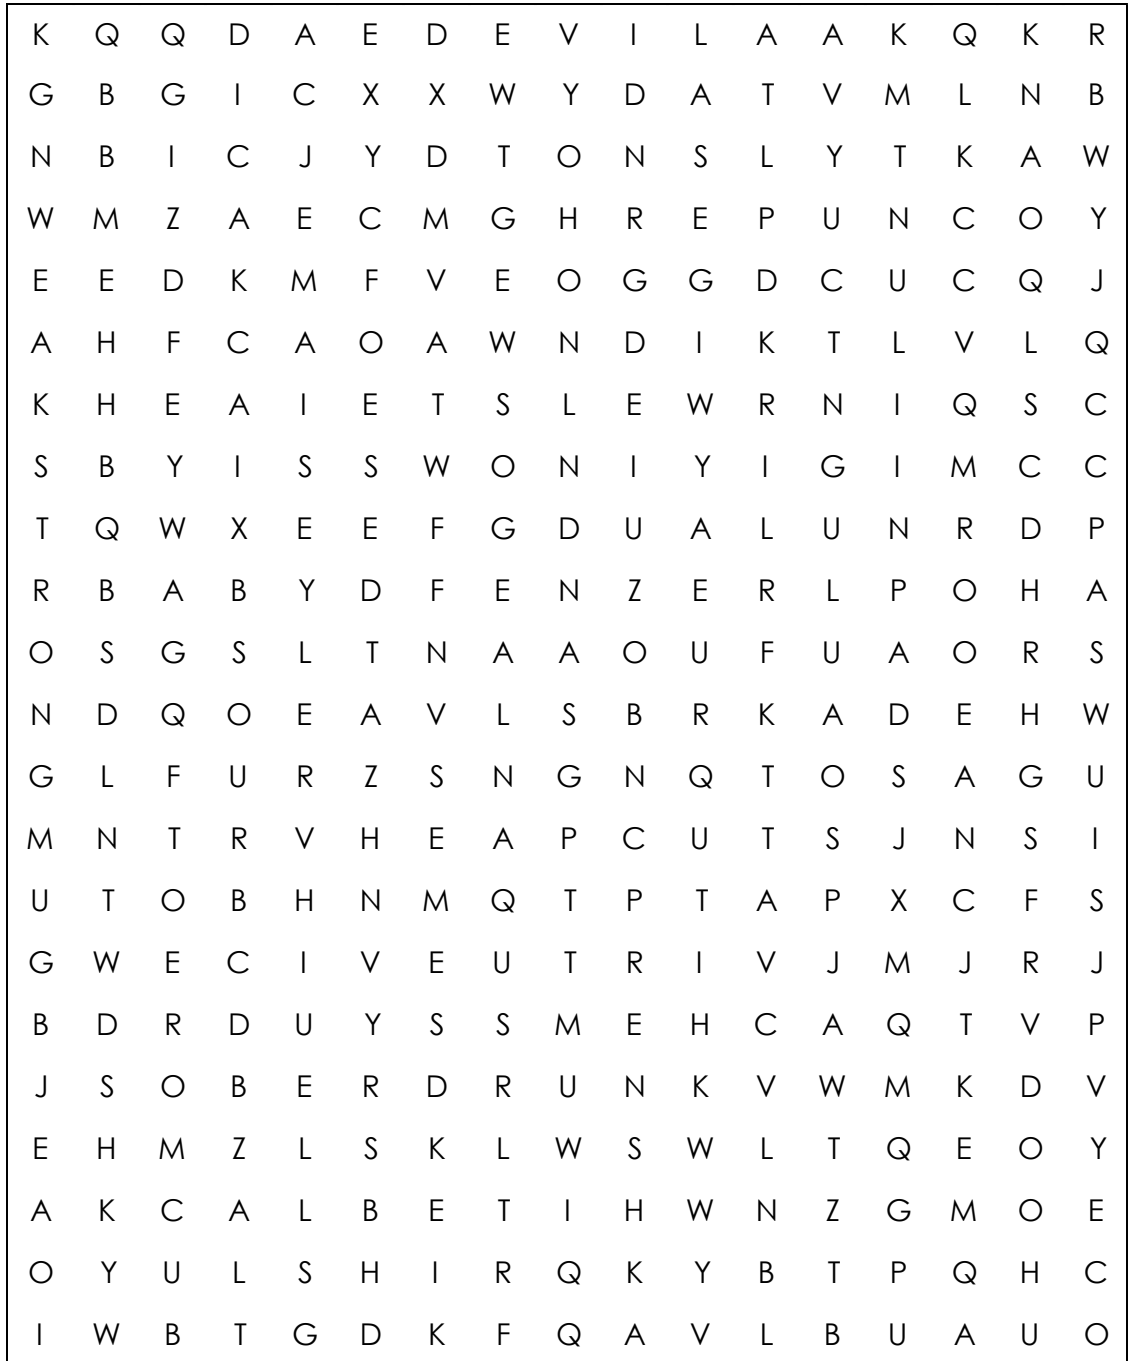 K Q Q D A E D E V I L A A K Q K R
G B G I C X X W Y D A T V M L N B
N B I C J Y D T O N S L Y T K A W
W M Z A E C M G H R E P U N C O Y
E E D K M F V E O G G D C U C Q J
A H F C A O A W N D I K T L V L Q
K H E A I E T S L E W R N I Q S C
S B Y I S S W O N I Y I G I M C C
T Q W X E E F G D U A L U N R D P
R B A B Y D F E N Z E R L P O H A
O S G S L T N A A O U F U A O R S
N D Q O E A V L S B R K A D E H W
G L F U R Z S N G N Q T O S A G U
M N T R V H E A P C U T S J N S I
U T O B H N M Q T P T A P X C F S
G W E C I V E U T R I V J M J R J
B D R D U Y S S M E H C A Q T V P
J S O B E R D R U N K V W M K D V
E H M Z L S K L W S W L T Q E O Y
A K C A L B E T I H W N Z G M O E
O Y U L S H I R Q K Y B T P Q H C
I W B T G D K F Q A V L B U A U O